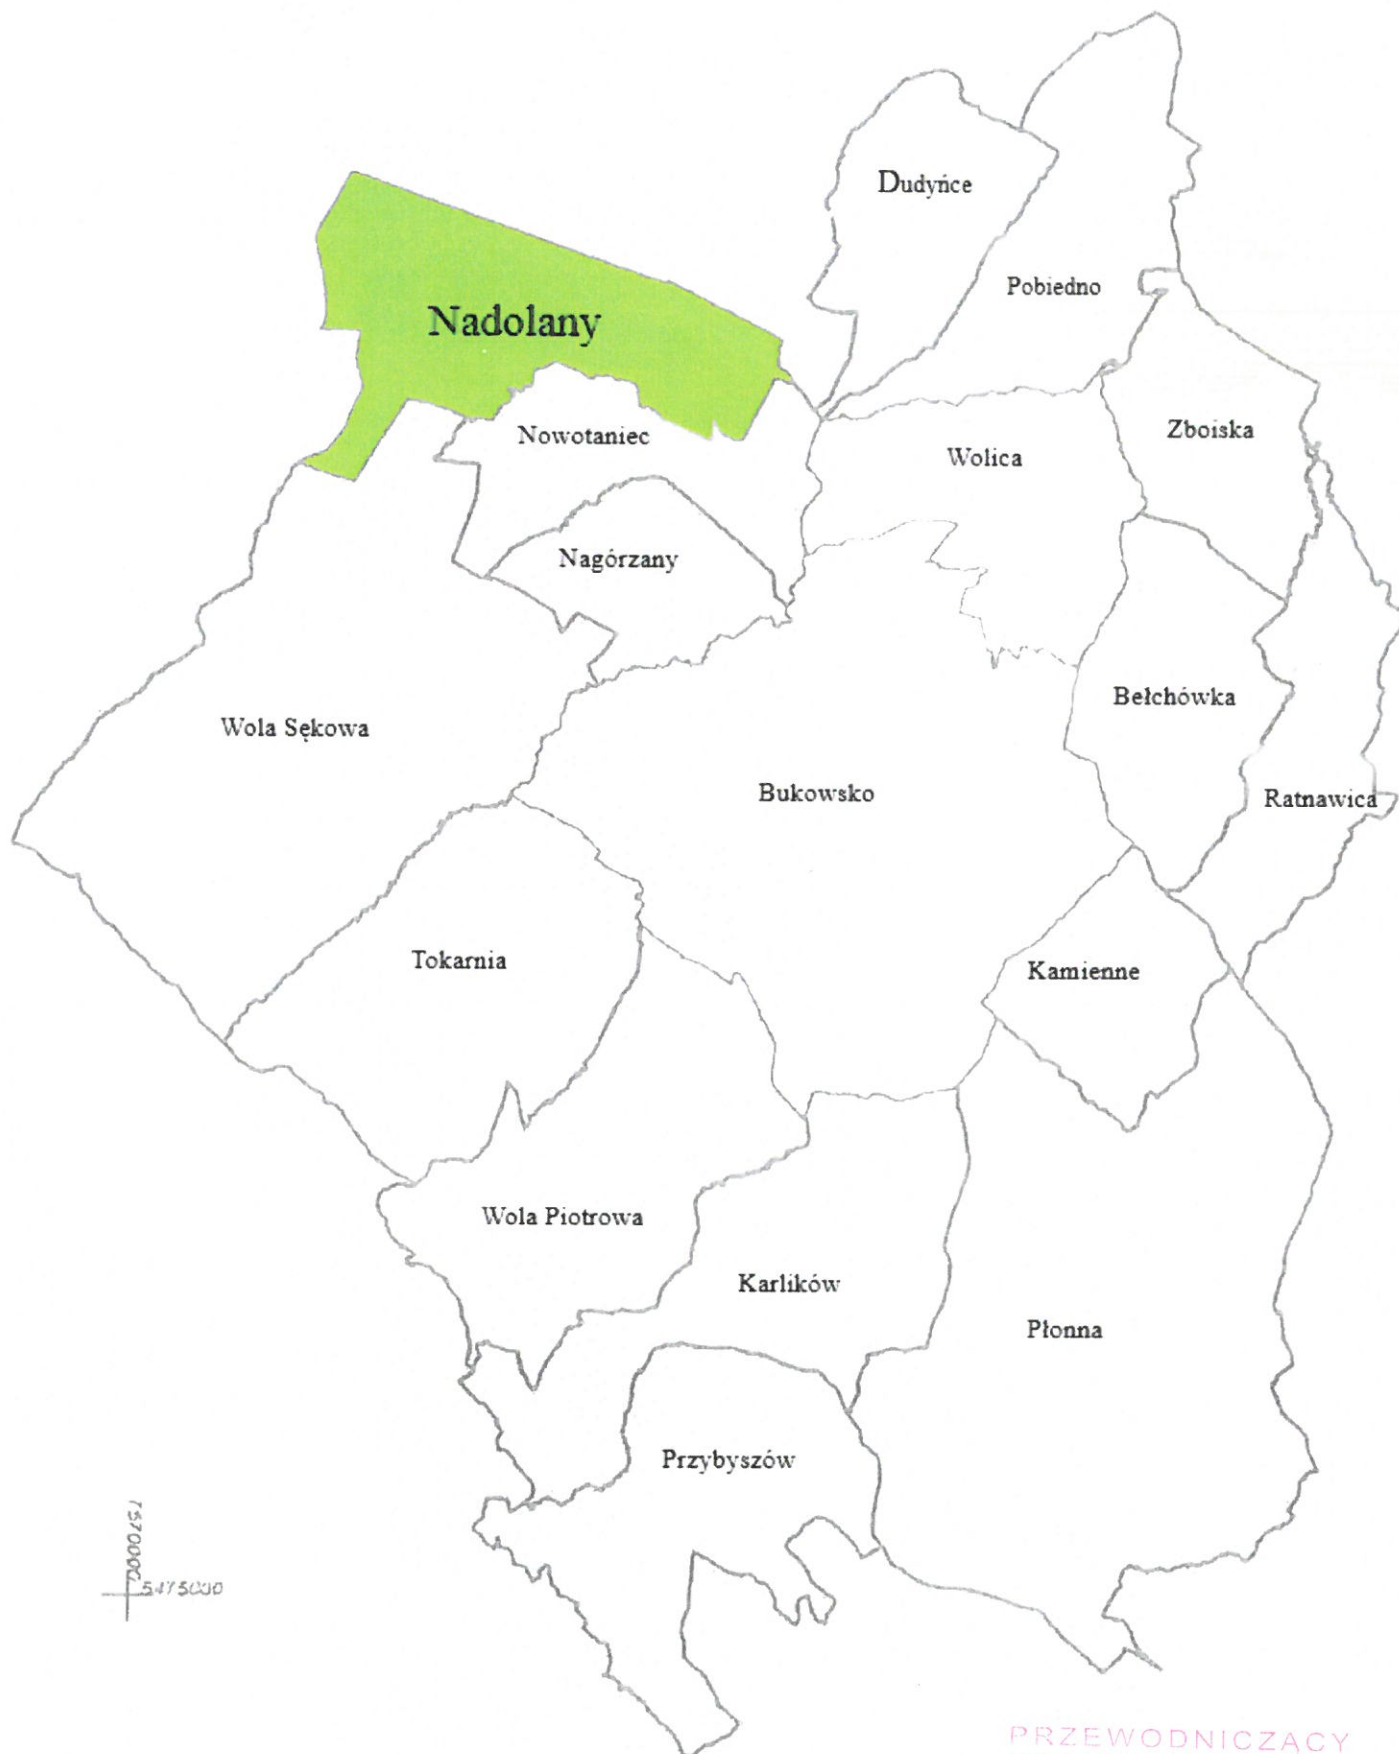 Dudyńce
Pobiedno
Nadolany
Zboiska
Nowotaniec
Wolica
Nagórzany
Bełchówka
Wola Sękowa
Bukowsko
Ratnawica
Tokarnia
Kamienne
Wola Piotrowa
Karlików
Płonna
Przybyszów
7570000
5475000
PRZEWODNICZĄCY